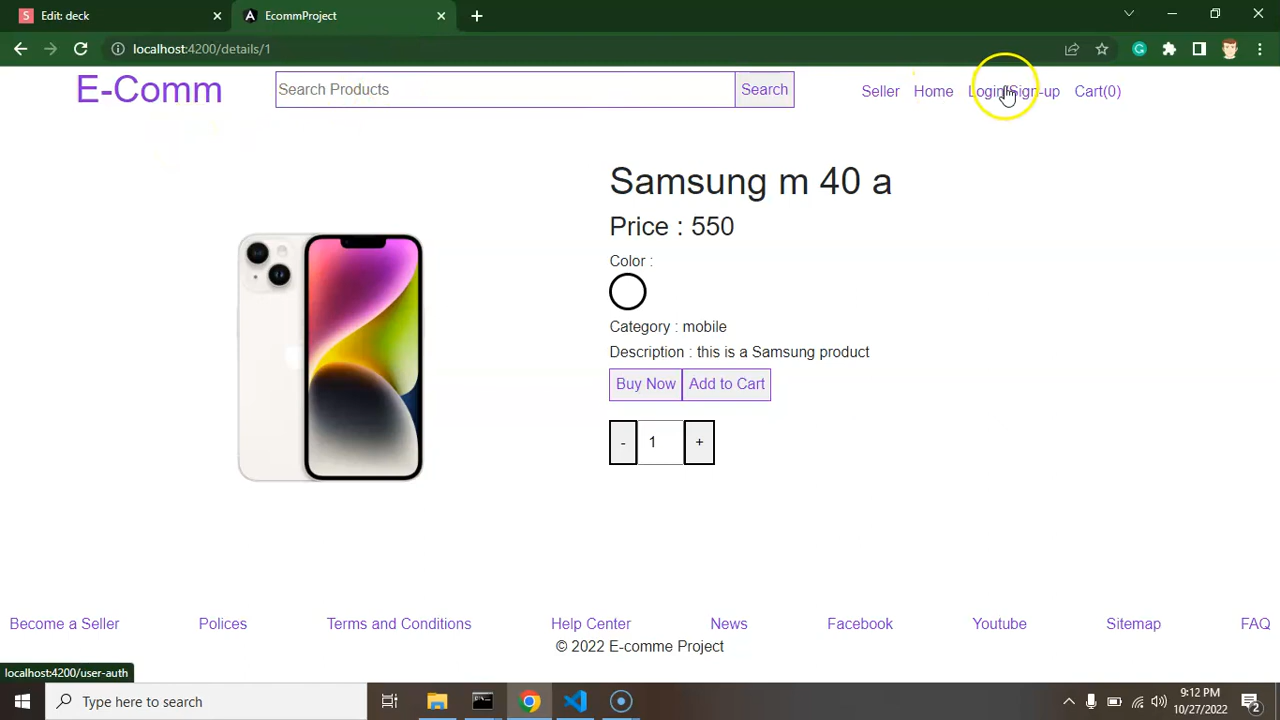 Edit: deck
EcommProject
localhost:4200/details/1
E-Comm
Search Products
Search
Seller
Home
Login/Sign-up
Cart(0)
Samsung m 40 a
Price : 550
Color :
Category : mobile
Description : this is a Samsung product
Buy Now
Add to Cart
- 1 +
Become a Seller
Polices
Terms and Conditions
Help Center
News
Facebook
Youtube
Sitemap
FAQ
© 2022 E-comme Project
localhost:4200/user-auth
Type here to search
9:12 PM
10/27/2022
2